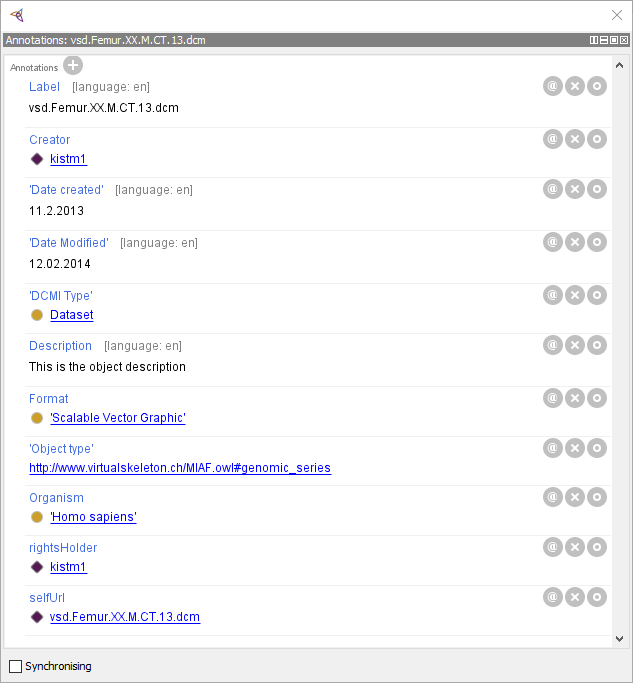 Annotations: vsd.Femur.XX.M.CT.13.dcm
Annotations
Label [language: en]
vsd.Femur.XX.M.CT.13.dcm
Creator
kistm1
'Date created' [language: en]
11.2.2013
'Date Modified' [language: en]
12.02.2014
'DCMI Type'
Dataset
Description [language: en]
This is the object description
Format
'Scalable Vector Graphic'
'Object type'
http://www.virtualskeleton.ch/MIAF.owl#genomic_series
Organism
'Homo sapiens'
rightsHolder
kistm1
selfUrl
vsd.Femur.XX.M.CT.13.dcm
Synchronising